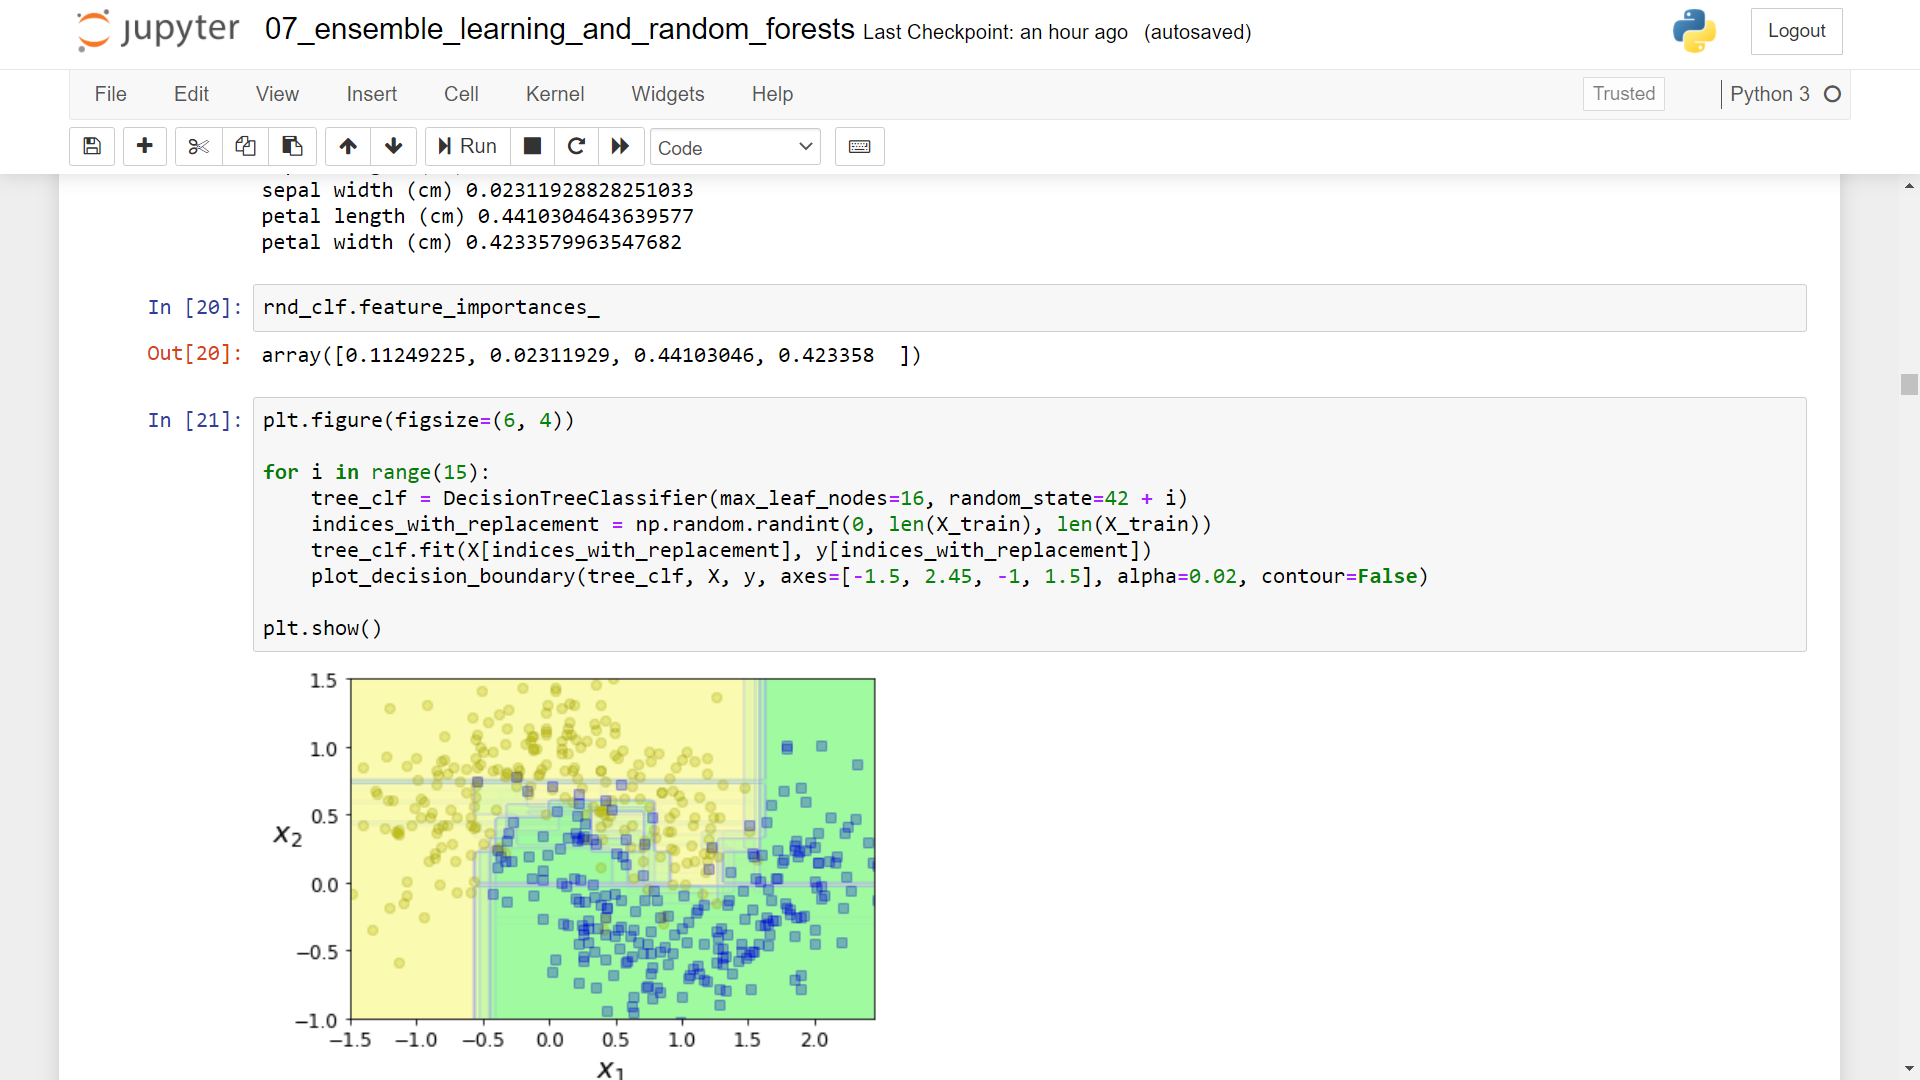 jupyter 07_ensemble_learning_and_random_forests Last Checkpoint: an hour ago (autosaved) Logout
File Edit View Insert Cell Kernel Widgets Help Trusted Python 3
Run Code
sepal width (cm) 0.02311928828251033
petal length (cm) 0.4410304643639577
petal width (cm) 0.4233579963547682
In [20]: rnd_clf.feature_importances_
Out[20]: array([0.11249225, 0.02311929, 0.44103046, 0.423358  ])
In [21]: plt.figure(figsize=(6, 4))
for i in range(15):
    tree_clf = DecisionTreeClassifier(max_leaf_nodes=16, random_state=42 + i)
    indices_with_replacement = np.random.randint(0, len(X_train), len(X_train))
    tree_clf.fit(X[indices_with_replacement], y[indices_with_replacement])
    plot_decision_boundary(tree_clf, X, y, axes=[-1.5, 2.45, -1, 1.5], alpha=0.02, contour=False)
plt.show()
1.5
1.0
0.5
x2
0.0
−0.5
−1.0
−1.5 −1.0 −0.5 0.0 0.5 1.0 1.5 2.0
x1